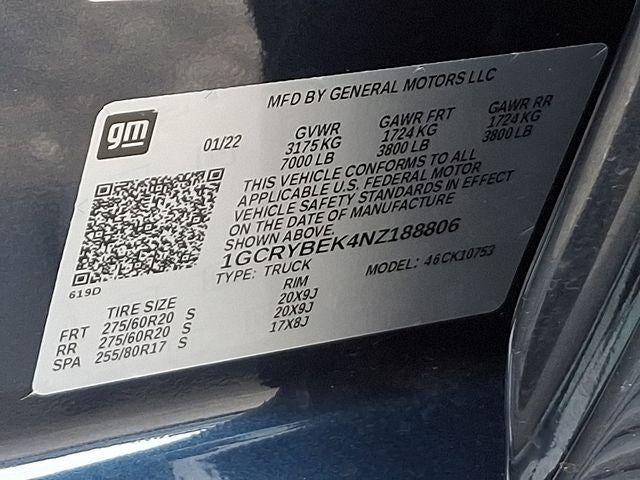 MFD BY GENERAL MOTORS LLC
gm
01/22
GVWR GAWR FRT GAWR RR
3175 KG 1724 KG 1724 KG
7000 LB 3800 LB 3800 LB
THIS VEHICLE CONFORMS TO ALL
APPLICABLE U.S. FEDERAL MOTOR
VEHICLE SAFETY STANDARDS IN EFFECT
ON THE DATE OF MANUFACTURE
SHOWN ABOVE.
1GCRYBEK4NZ188806
TYPE: TRUCK MODEL: 46CK10753
619D
TIRE SIZE RIM
FRT 275/60R20 S 20X9J
RR 275/60R20 S 20X9J
SPA 255/80R17 S 17X8J